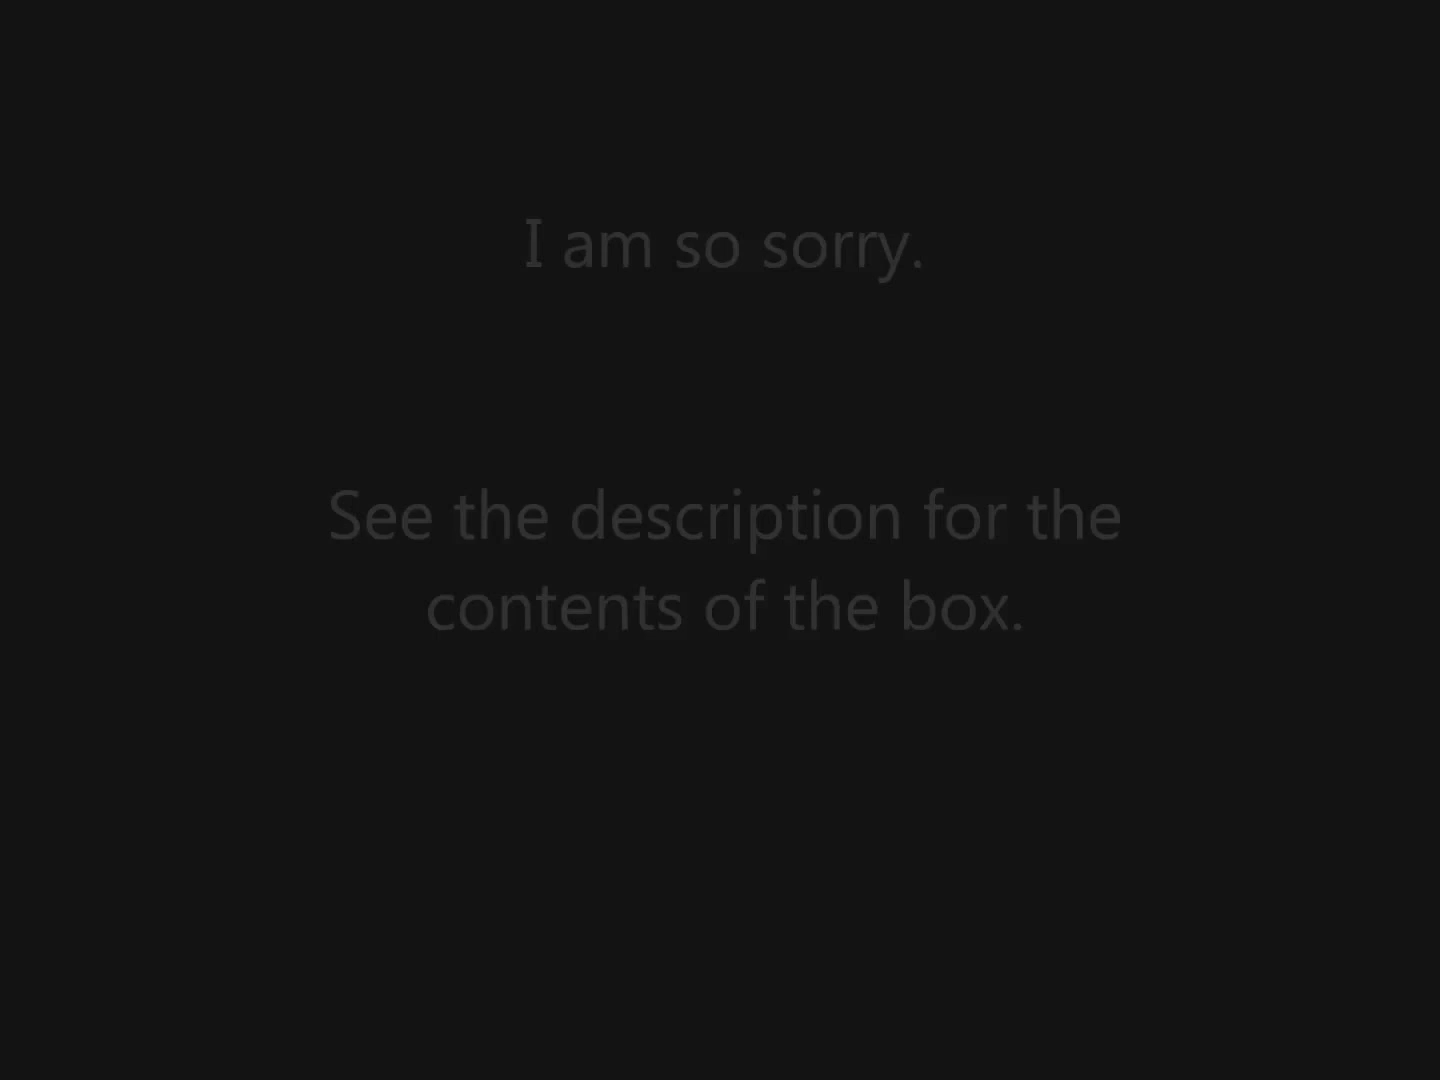 I am so sorry.
See the description for the
contents of the box.